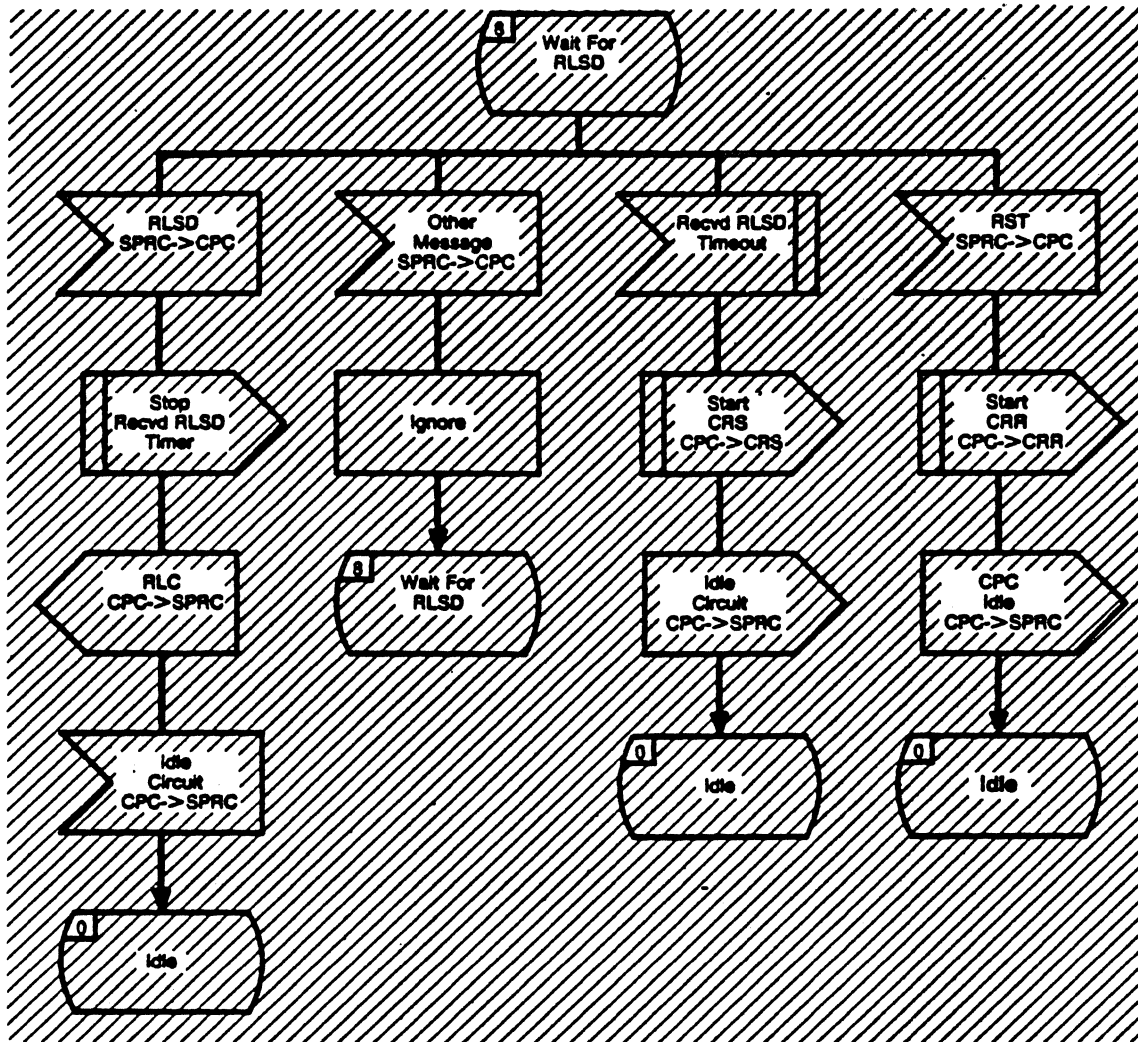 8
Wait For
RLSD
RLSD
SPRC->CPC
Other
Message
SPRC->CPC
Recvd RLSD
Timeout
RST
SPRC->CPC
Stop
Recvd RLSD
Timer
Ignore
Start
CRS
CPC->CRS
Start
CRR
CPC->CRR
RLC
CPC->SPRC
8
Wait For
RLSD
Idle
Circuit
CPC->SPRC
CPC
Idle
CPC->SPRC
Idle
Circuit
CPC->SPRC
0
Idle
0
Idle
0
Idle